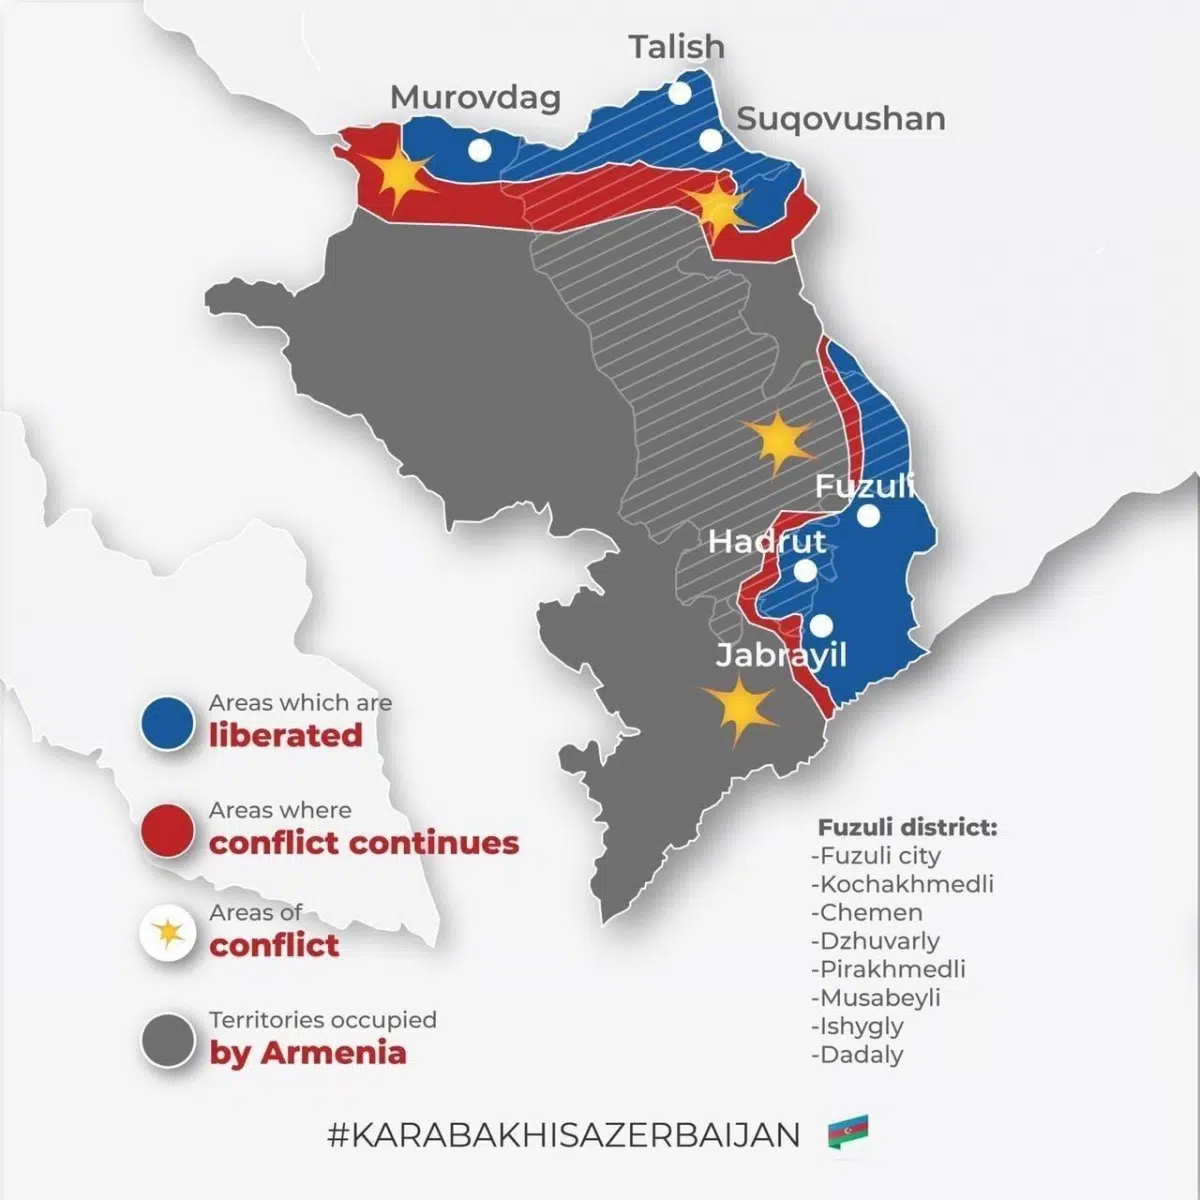 Talish
Murovdag
Suqovushan
Fuzuli
Hadrut
Jabrayil
Areas which are
liberated
Areas where
conflict continues
Areas of
conflict
Territories occupied
by Armenia
Fuzuli district:
-Fuzuli city
-Kochakhmedli
-Chemen
-Dzhuvarly
-Pirakhmedli
-Musabeyli
-Ishygly
-Dadaly
#KARABAKHISAZERBAIJAN